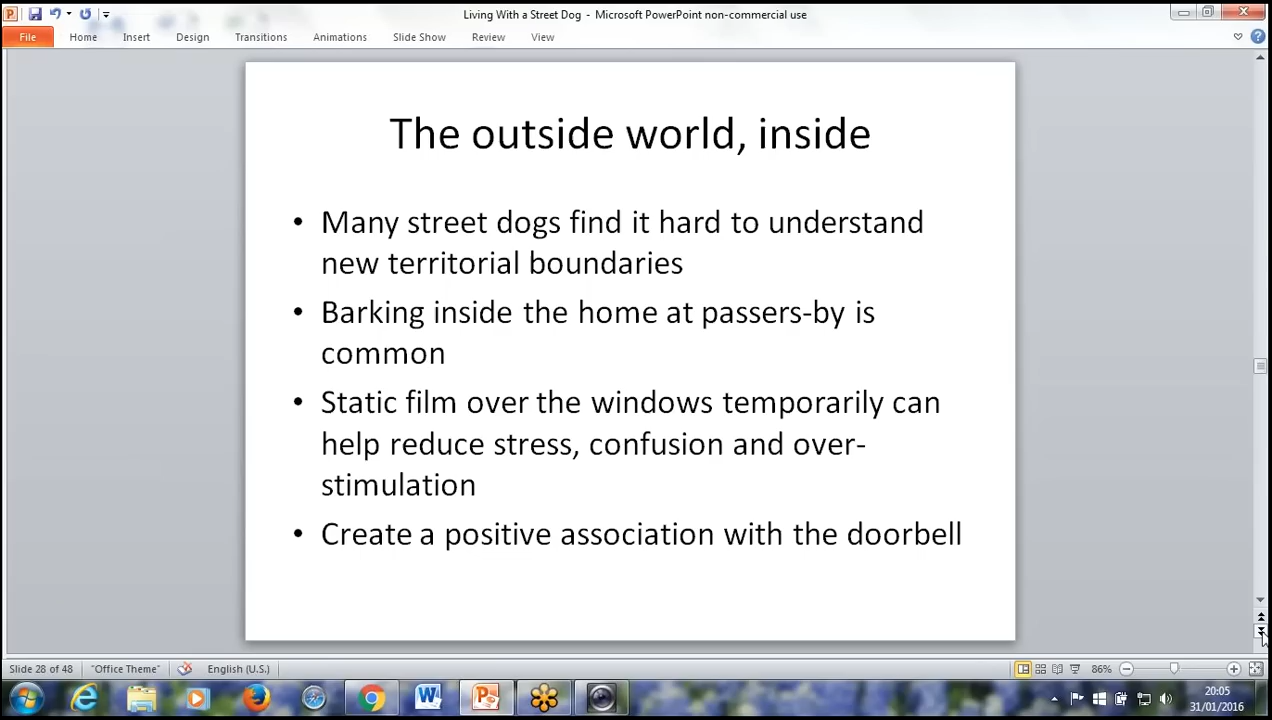 Living With a Street Dog - Microsoft PowerPoint non-commercial use
File Home Insert Design Transitions Animations Slide Show Review View
The outside world, inside
• Many street dogs find it hard to understand
new territorial boundaries
• Barking inside the home at passers-by is
common
• Static film over the windows temporarily can
help reduce stress, confusion and over-
stimulation
• Create a positive association with the doorbell
Slide 28 of 48 "Office Theme" English (U.S.) 86%
20:05
31/01/2016